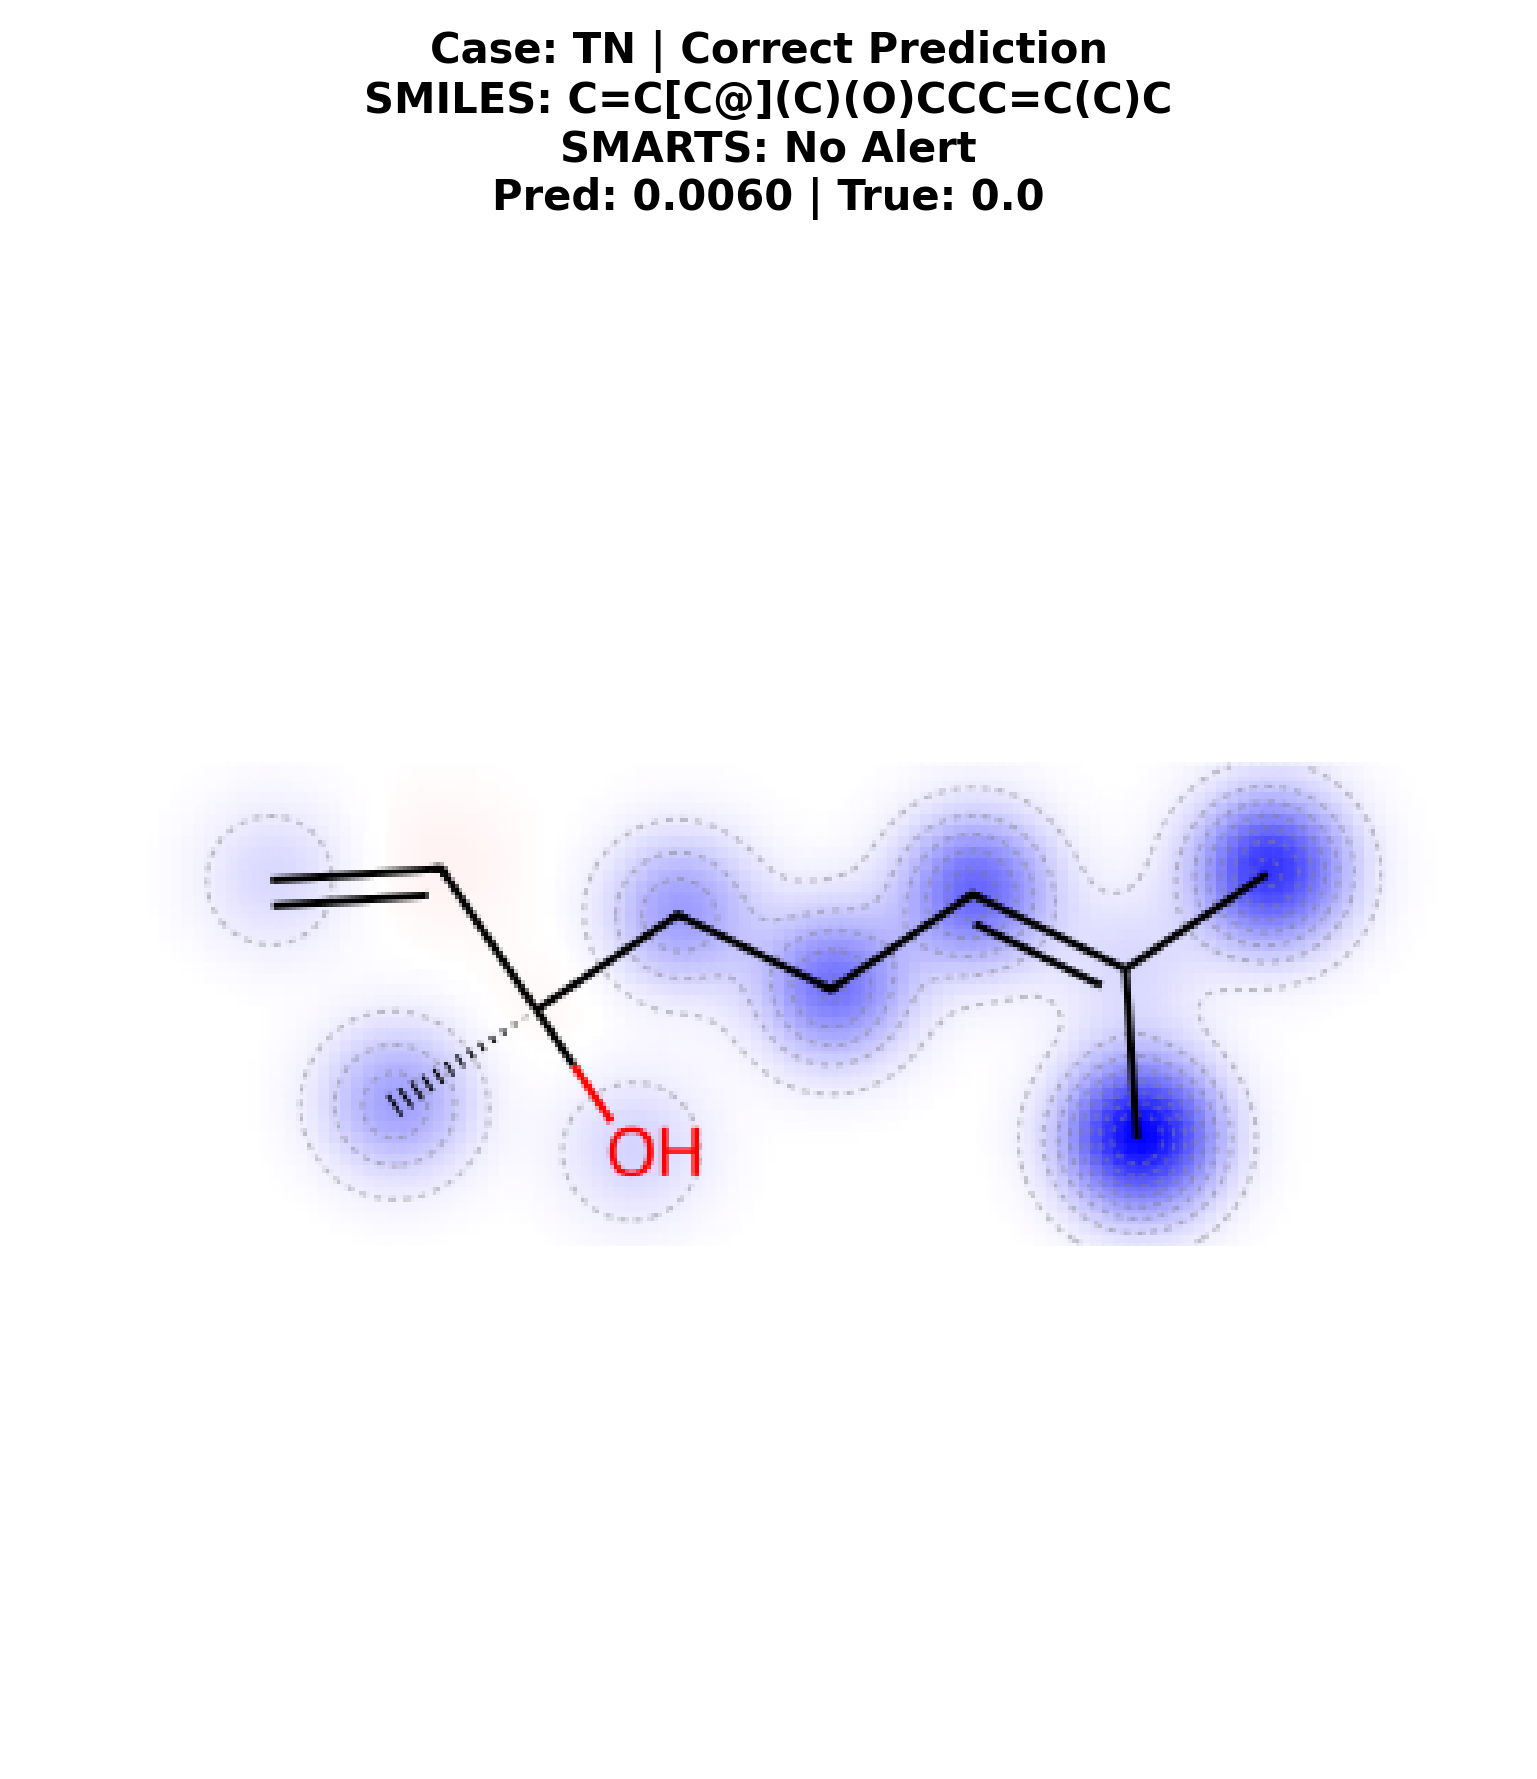 Case: TN | Correct Prediction
SMILES: C=C[C@](C)(O)CCC=C(C)C
SMARTS: No Alert
Pred: 0.0060 | True: 0.0
OH